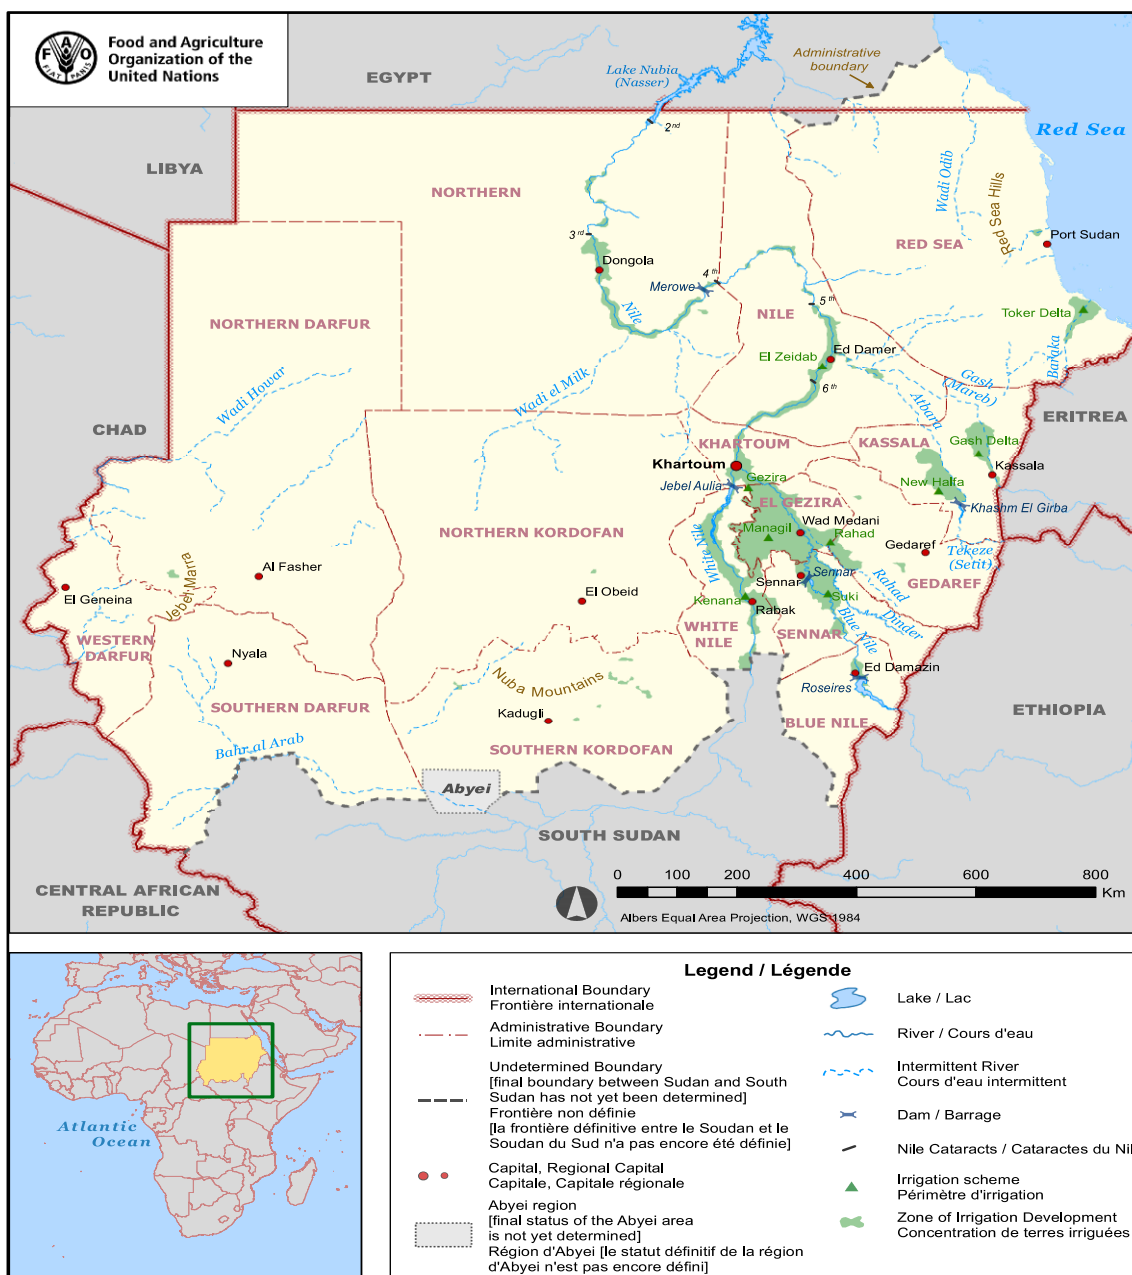 Food and Agriculture
Organization of the
United Nations
F A O
FIAT PANIS
EGYPT
Lake Nubia
(Nasser)
Administrative
boundary
2nd
Red Sea
LIBYA
NORTHERN
Wadi Odib
Red Sea Hills
3rd
RED SEA
Port Sudan
Dongola
4th
Merowe
5th
Nile
NILE
Toker Delta
NORTHERN DARFUR
El Zeidab
Ed Damer
Baraka
Wadi Howar
Wadi el Milk
6th
Gash
(Mareb)
Atbara
ERITREA
CHAD
KHARTOUM
KASSALA
Gash Delta
Khartoum
Kassala
Jebel Aulia
Gezira
New Halfa
EL GEZIRA
Khashm El Girba
NORTHERN KORDOFAN
White Nile
Managil
Wad Medani
Rahad
Gedaref
Tekeze
(Setit)
Al Fasher
Jebel Marra
El Geneina
El Obeid
Sennar
Sennar
Rahad
GEDAREF
Kenana
Suki
Rabak
Dinder
WESTERN
DARFUR
WHITE
NILE
SENNAR
Blue Nile
Nyala
Nuba Mountains
Ed Damazin
Roseires
SOUTHERN DARFUR
Kadugli
ETHIOPIA
BLUE NILE
Bahr al Arab
SOUTHERN KORDOFAN
Abyei
SOUTH SUDAN
CENTRAL AFRICAN
REPUBLIC
0 100 200 400 600 800
Km
Albers Equal Area Projection, WGS 1984
Atlantic
Ocean
Legend / Légende
International Boundary
Frontière internationale
Administrative Boundary
Limite administrative
Undetermined Boundary
[final boundary between Sudan and South
Sudan has not yet been determined]
Frontière non définie
[la frontière définitive entre le Soudan et le
Soudan du Sud n'a pas encore été définie]
Capital, Regional Capital
Capitale, Capitale régionale
Abyei region
[final status of the Abyei area
is not yet determined]
Région d'Abyei [le statut définitif de la région
d'Abyei n'est pas encore défini]
Lake / Lac
River / Cours d'eau
Intermittent River
Cours d'eau intermittent
Dam / Barrage
Nile Cataracts / Cataractes du Nil
Irrigation scheme
Périmètre d'irrigation
Zone of Irrigation Development
Concentration de terres irriguées